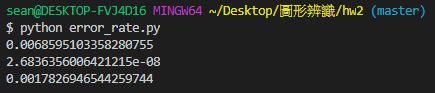 sean@DESKTOP-FVJ4D16 MINGW64 ~/Desktop/圖形辨識/hw2 (master)
$ python error_rate.py
0.0068595103358280755
2.6836356006421215e-08
0.0017826946544259744